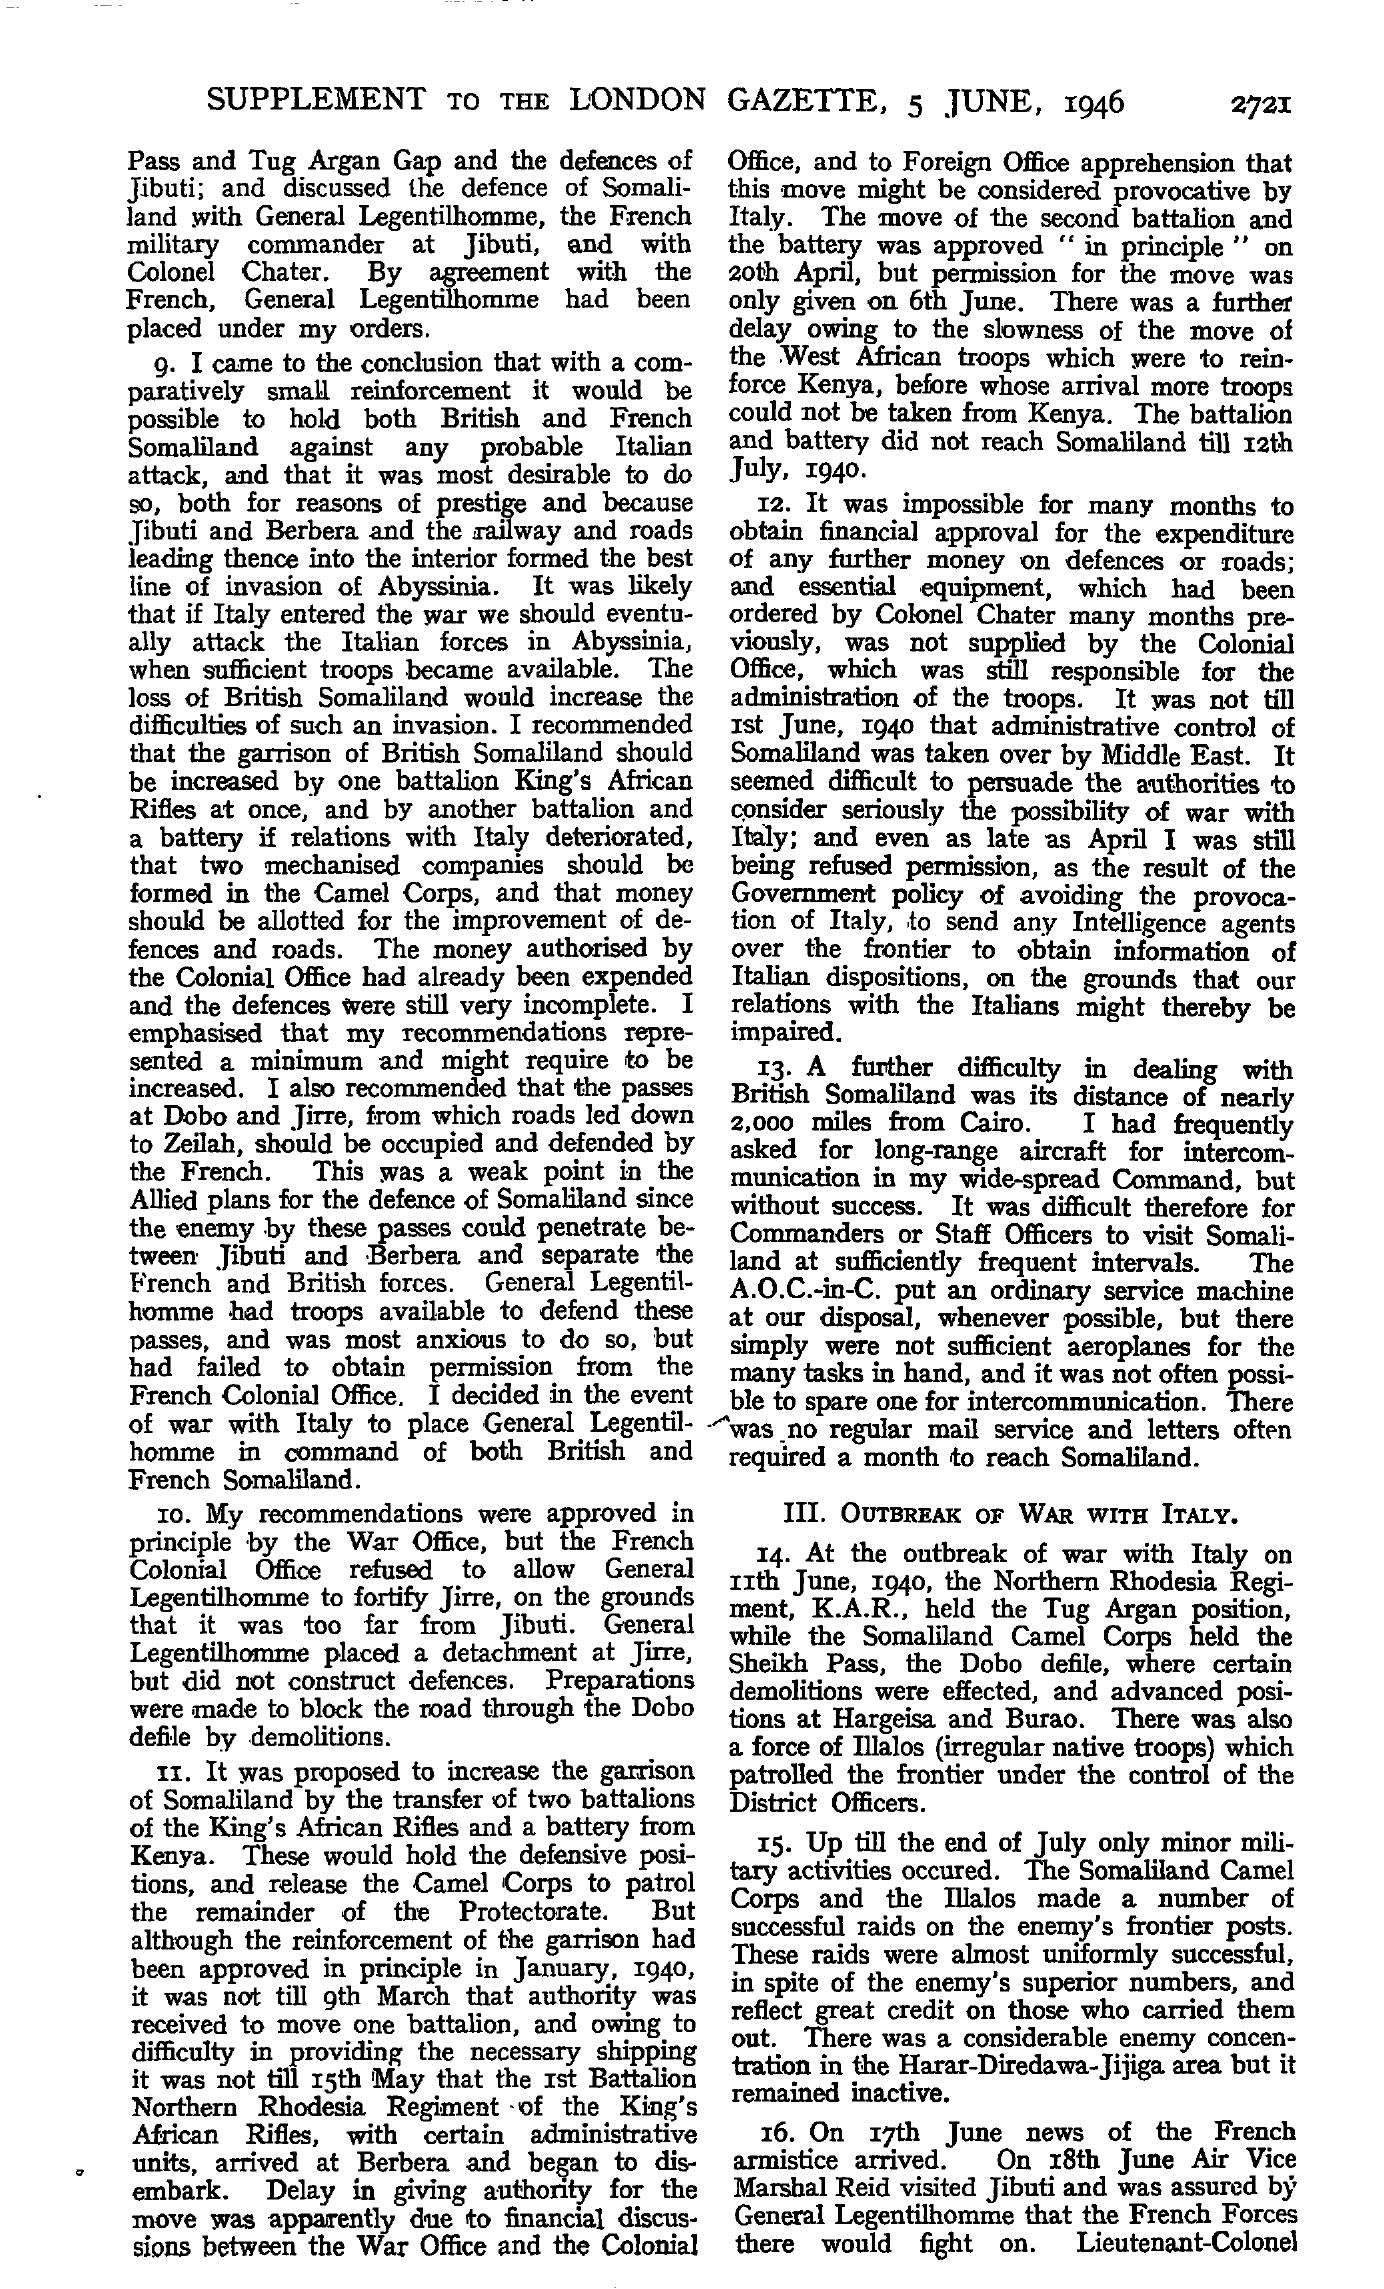 SUPPLEMENT TO THE LONDON GAZETTE, 5 JUNE, 1946 2721
Pass and Tug Argan Gap and the defences of
Jibuti; and discussed the defence of Somali-
land with General Legentilhomme, the French
military commander at Jibuti, and with
Colonel Chater. By agreement with the
French, General Legentilhomme had been
placed under my orders.
9. I came to the conclusion that with a com-
paratively small reinforcement it would be
possible to hold both British and French
Somaliland against any probable Italian
attack, and that it was most desirable to do
so, both for reasons of prestige and because
Jibuti and Berbera and the railway and roads
leading thence into the interior formed the best
line of invasion of Abyssinia. It was likely
that if Italy entered the war we should eventu-
ally attack the Italian forces in Abyssinia,
when sufficient troops became available. The
loss of British Somaliland would increase the
difficulties of such an invasion. I recommended
that the garrison of British Somaliland should
be increased by one battalion King's African
Rifles at once, and by another battalion and
a battery if relations with Italy deteriorated,
that two mechanised companies should be
formed in the Camel Corps, and that money
should be allotted for the improvement of de-
fences and roads. The money authorised by
the Colonial Office had already been expended
and the defences were still very incomplete. I
emphasised that my recommendations repre-
sented a minimum and might require to be
increased. I also recommended that the passes
at Dobo and Jirre, from which roads led down
to Zeilah, should be occupied and defended by
the French. This was a weak point in the
Allied plans for the defence of Somaliland since
the enemy by these passes could penetrate be-
tween Jibuti and Berbera and separate the
French and British forces. General Legentil-
homme had troops available to defend these
passes, and was most anxious to do so, but
had failed to obtain permission from the
French Colonial Office. I decided in the event
of war with Italy to place General Legentil-
homme in command of both British and
French Somaliland.
10. My recommendations were approved in
principle by the War Office, but the French
Colonial Office refused to allow General
Legentilhomme to fortify Jirre, on the grounds
that it was too far from Jibuti. General
Legentilhomme placed a detachment at Jirre,
but did not construct defences. Preparations
were made to block the road through the Dobo
defile by demolitions.
11. It was proposed to increase the garrison
of Somaliland by the transfer of two battalions
of the King's African Rifles and a battery from
Kenya. These would hold the defensive posi-
tions, and release the Camel Corps to patrol
the remainder of the Protectorate. But
although the reinforcement of the garrison had
been approved in principle in January, 1940,
it was not till 9th March that authority was
received to move one battalion, and owing to
difficulty in providing the necessary shipping
it was not till 15th May that the 1st Battalion
Northern Rhodesia Regiment of the King's
African Rifles, with certain administrative
units, arrived at Berbera and began to dis-
embark. Delay in giving authority for the
move was apparently due to financial discus-
sions between the War Office and the Colonial
Office, and to Foreign Office apprehension that
this move might be considered provocative by
Italy. The move of the second battalion and
the battery was approved " in principle " on
20th April, but permission for the move was
only given on 6th June. There was a further
delay owing to the slowness of the move of
the West African troops which were to rein-
force Kenya, before whose arrival more troops
could not be taken from Kenya. The battalion
and battery did not reach Somaliland till 12th
July, 1940.
12. It was impossible for many months to
obtain financial approval for the expenditure
of any further money on defences or roads;
and essential equipment, which had been
ordered by Colonel Chater many months pre-
viously, was not supplied by the Colonial
Office, which was still responsible for the
administration of the troops. It was not till
1st June, 1940 that administrative control of
Somaliland was taken over by Middle East. It
seemed difficult to persuade the authorities to
consider seriously the possibility of war with
Italy; and even as late as April I was still
being refused permission, as the result of the
Government policy of avoiding the provoca-
tion of Italy, to send any Intelligence agents
over the frontier to obtain information of
Italian dispositions, on the grounds that our
relations with the Italians might thereby be
impaired.
13. A further difficulty in dealing with
British Somaliland was its distance of nearly
2,000 miles from Cairo. I had frequently
asked for long-range aircraft for intercom-
munication in my wide-spread Command, but
without success. It was difficult therefore for
Commanders or Staff Officers to visit Somali-
land at sufficiently frequent intervals. The
A.O.C.-in-C. put an ordinary service machine
at our disposal, whenever possible, but there
simply were not sufficient aeroplanes for the
many tasks in hand, and it was not often possi-
ble to spare one for intercommunication. There
was no regular mail service and letters often
required a month to reach Somaliland.
III. OUTBREAK OF WAR WITH ITALY.
14. At the outbreak of war with Italy on
11th June, 1940, the Northern Rhodesia Regi-
ment, K.A.R., held the Tug Argan position,
while the Somaliland Camel Corps held the
Sheikh Pass, the Dobo defile, where certain
demolitions were effected, and advanced posi-
tions at Hargeisa and Burao. There was also
a force of Illalos (irregular native troops) which
patrolled the frontier under the control of the
District Officers.
15. Up till the end of July only minor mili-
tary activities occured. The Somaliland Camel
Corps and the Illalos made a number of
successful raids on the enemy's frontier posts.
These raids were almost uniformly successful,
in spite of the enemy's superior numbers, and
reflect great credit on those who carried them
out. There was a considerable enemy concen-
tration in the Harar-Diredawa-Jijiga area but it
remained inactive.
16. On 17th June news of the French
armistice arrived. On 18th June Air Vice
Marshal Reid visited Jibuti and was assured by
General Legentilhomme that the French Forces
there would fight on. Lieutenant-Colonel